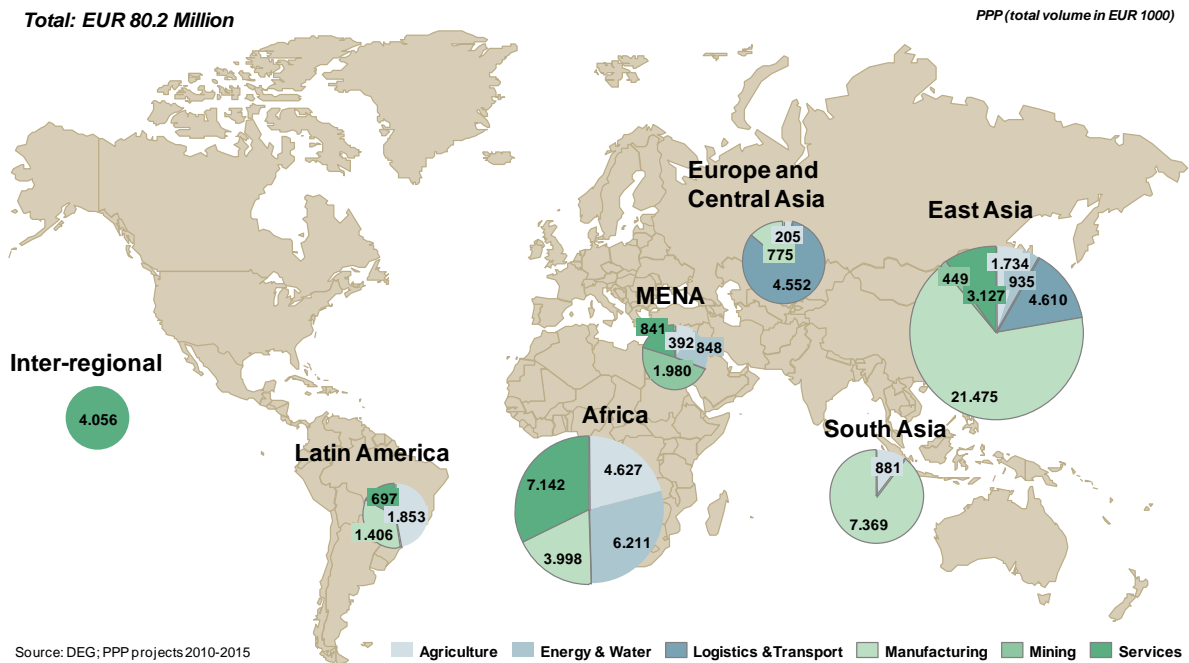 Total: EUR 80.2 Million
PPP (total volume in EUR 1000)
Europe and
Central Asia
205
775
4.552
East Asia
1.734
449
935
3.127
4.610
21.475
MENA
841
392
848
1.980
Inter-regional
4.056
Latin America
697
1.853
1.406
Africa
4.627
7.142
6.211
3.998
South Asia
881
7.369
Source: DEG; PPP projects 2010-2015
Agriculture
Energy & Water
Logistics & Transport
Manufacturing
Mining
Services